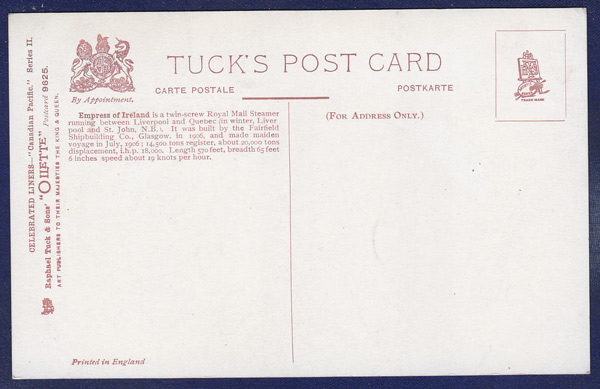 TUCK'S POST CARD
CARTE POSTALE
POSTKARTE
By Appointment.
Empress of Ireland is a twin-screw Royal Mail Steamer
running between Liverpool and Quebec (in winter, Liver
pool and St. John, N.B.). It was built by the Fairfield
Shipbuilding Co., Glasgow, in 1906, and made maiden
voyage in July, 1906: 14,500 tons register, about 20,000 tons
displacement, i.h.p. 18,000. Length 570 feet, breadth 65 feet
6 inches speed about 19 knots per hour.
(FOR ADDRESS ONLY.)
TRADE MARK
CELEBRATED LINERS—"Canadian Pacific." Series II.
Raphael Tuck & Sons' "OILETTE" Postcard 9625.
ART PUBLISHERS TO THEIR MAJESTIES THE KING & QUEEN.
Printed in England